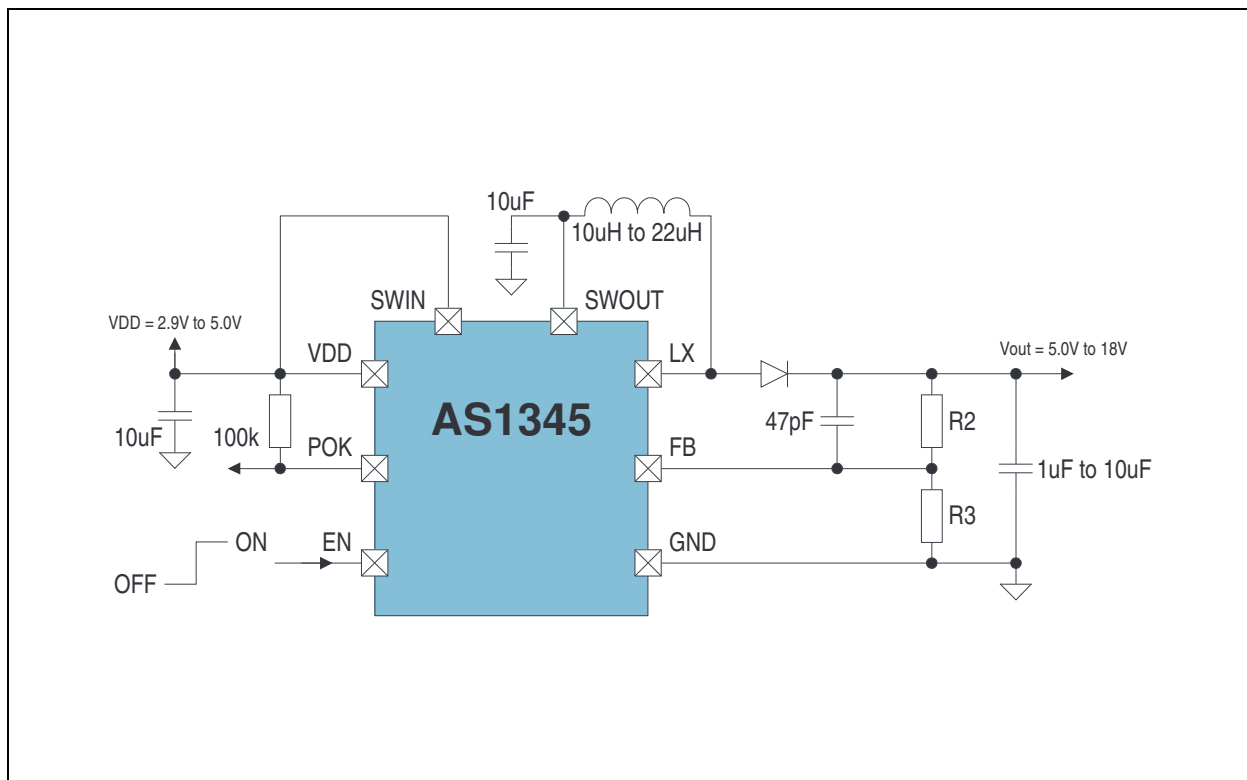 10uF
10uH to 22uH
SWIN
SWOUT
VDD = 2.9V to 5.0V
VDD
LX
Vout = 5.0V to 18V
AS1345
10uF
100k
POK
47pF
FB
R2
1uF to 10uF
R3
ON
EN
GND
OFF